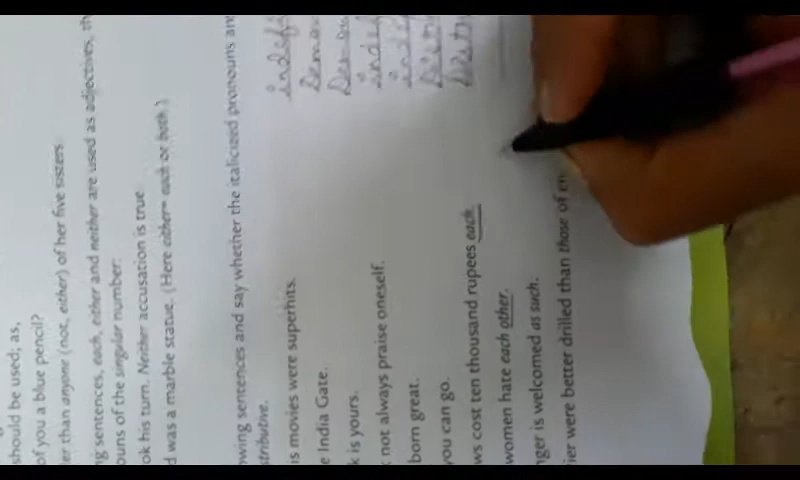 should be used; as,
of you a blue pencil?
er than anyone (not, either) of her five sisters.
ng sentences, each, either and neither are used as adjectives,
ouns of the singular number:
ok his turn. Neither accusation is true.
d was a marble statue. (Here either= each or both.)
owing sentences and say whether the italicized pronouns are
stributive.
is movies were superhits.
e India Gate.
k is yours.
not always praise oneself.
born great.
you can go.
ws cost ten thousand rupees each.
women hate each other.
nger is welcomed as such.
ier were better drilled than those of